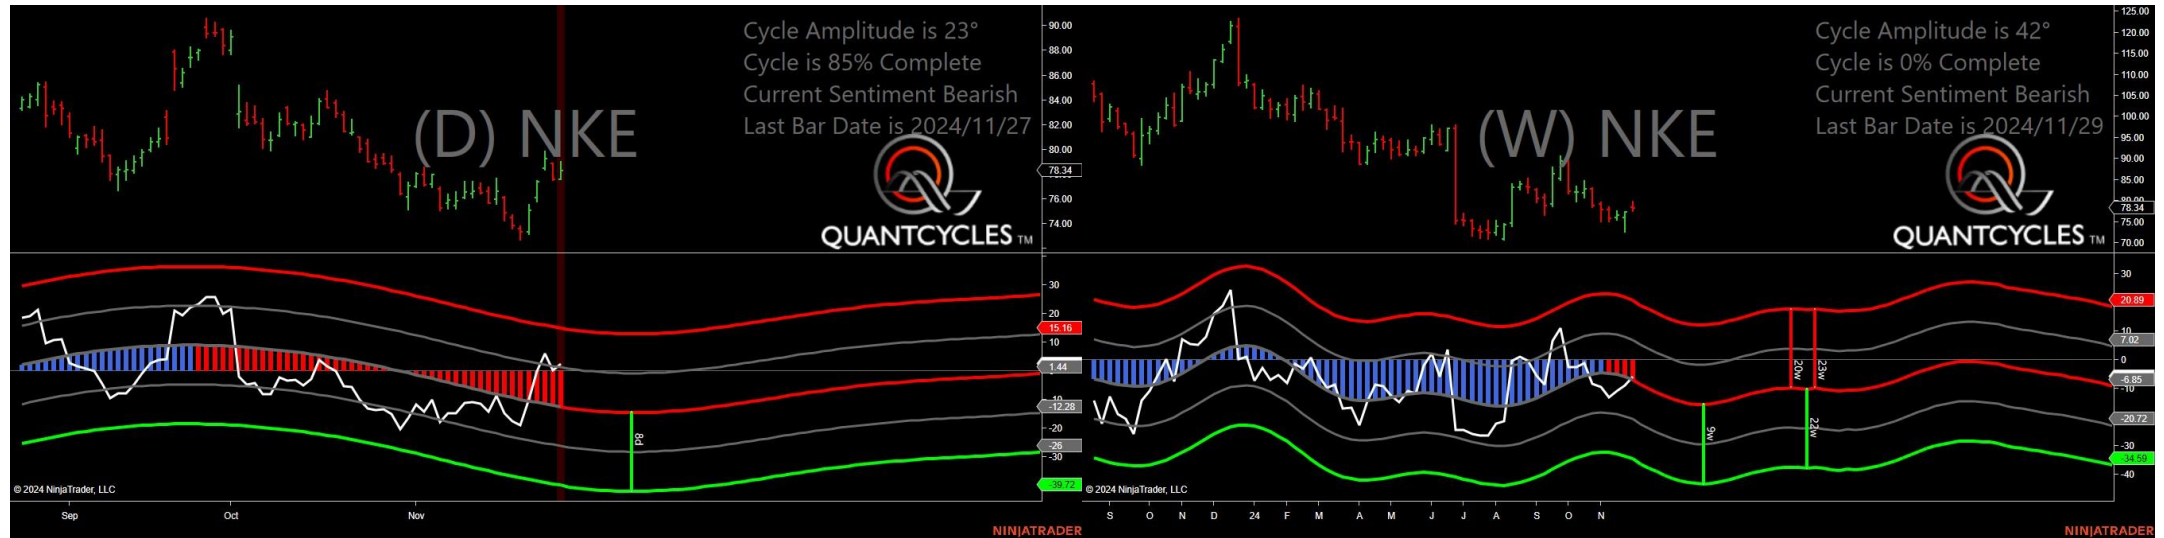 Cycle Amplitude is 23°
Cycle is 85% Complete
Current Sentiment Bearish
Last Bar Date is 2024/11/27
(D) NKE
QUANTCYCLES TM
90.00
88.00
86.00
84.00
82.00
80.00
78.34
76.00
74.00
30
20
15.16
10
1.44
-10
-12.28
-20
-26
-30
-39.72
8d
© 2024 NinjaTrader, LLC
Sep Oct Nov
NINJATRADER
Cycle Amplitude is 42°
Cycle is 0% Complete
Current Sentiment Bearish
Last Bar Date is 2024/11/29
(W) NKE
QUANTCYCLES TM
125.00
120.00
115.00
110.00
105.00
100.00
95.00
90.00
85.00
80.00
78.34
75.00
70.00
30
20.89
10
7.02
0
-6.85
-10
-20.72
-30
-34.59
-40
20w
23w
9w
22w
© 2024 NinjaTrader, LLC
S O N D 24 F M A M J J A S O N
NINJATRADER